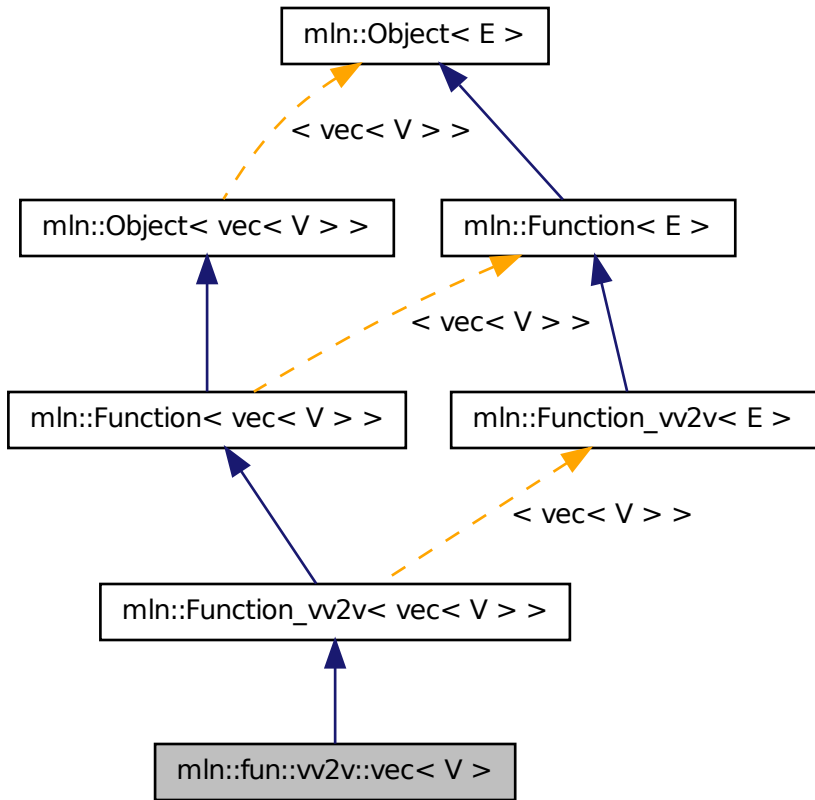 mln::Object< E >
< vec< V > >
mln::Object< vec< V > >
mln::Function< E >
< vec< V > >
mln::Function< vec< V > >
mln::Function_vv2v< E >
< vec< V > >
mln::Function_vv2v< vec< V > >
mln::fun::vv2v::vec< V >